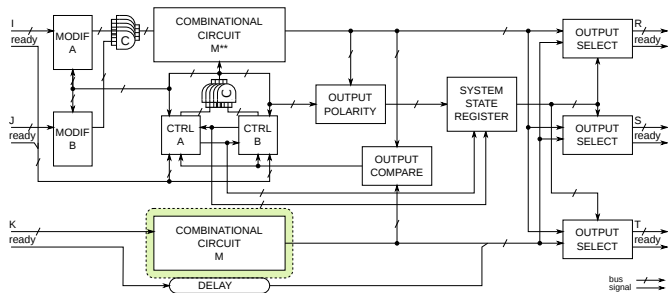 I
ready
MODIF
A
C
COMBINATIONAL
CIRCUIT
M**
OUTPUT
SELECT
R
ready
J
ready
MODIF
B
C
CTRL
A
CTRL
B
OUTPUT
POLARITY
SYSTEM
STATE
REGISTER
OUTPUT
SELECT
S
ready
OUTPUT
COMPARE
K
ready
COMBINATIONAL
CIRCUIT
M
DELAY
OUTPUT
SELECT
T
ready
bus
signal